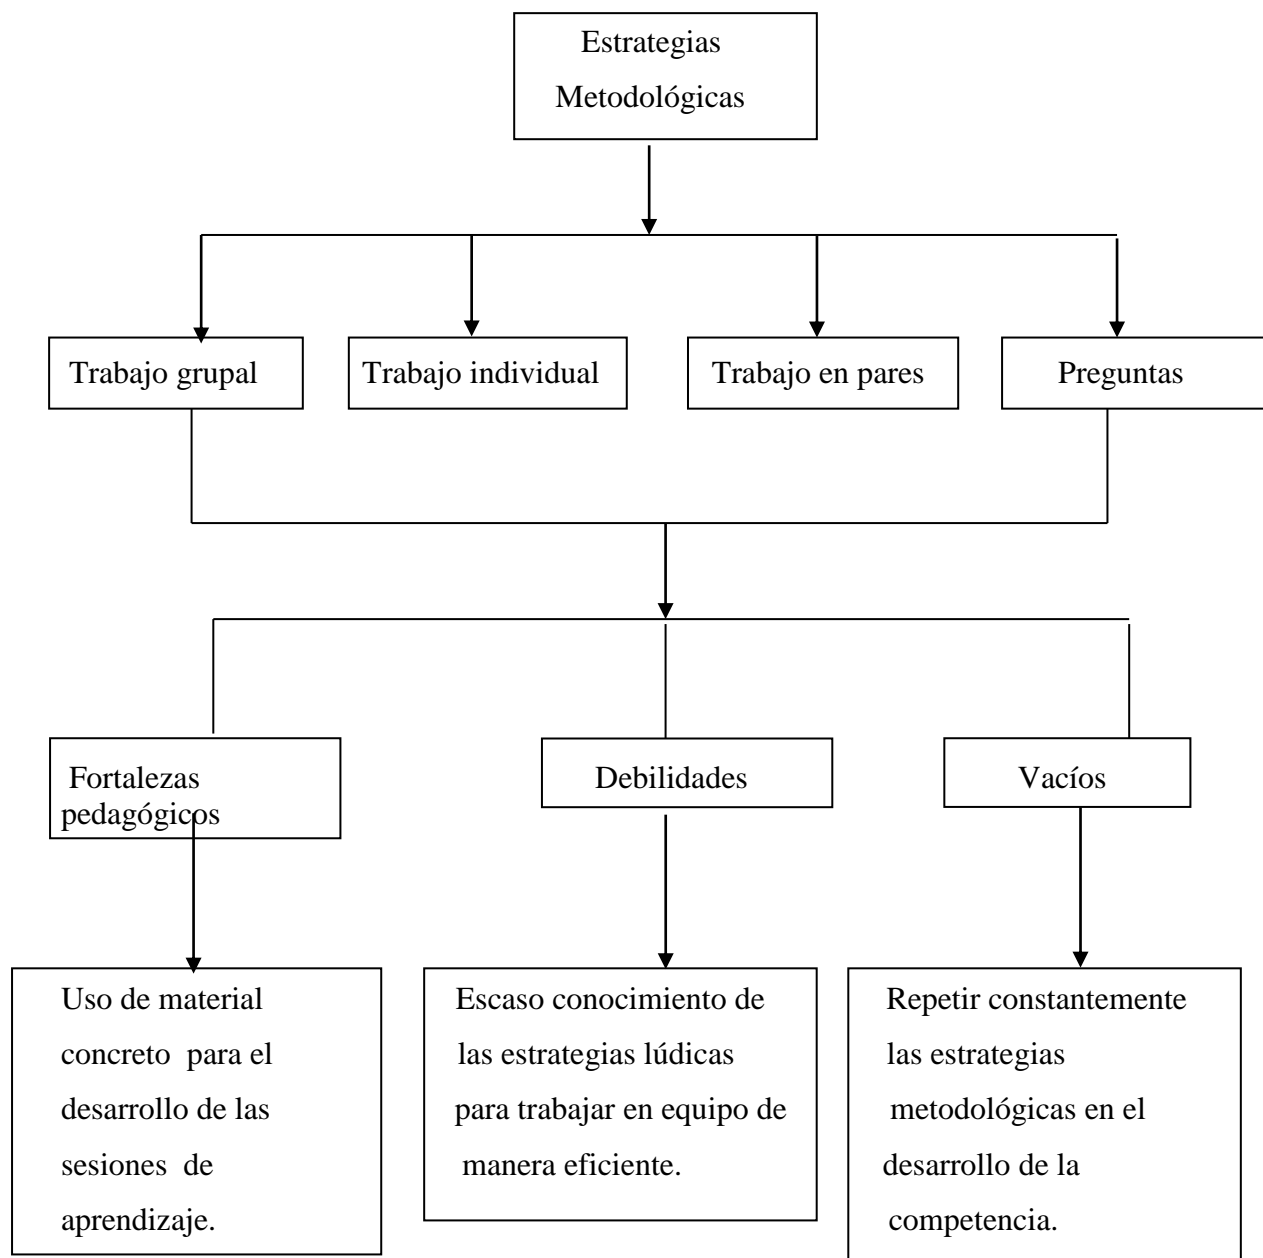 Estrategias
Metodológicas
Trabajo grupal
Trabajo individual
Trabajo en pares
Preguntas
Fortalezas
pedagógicos
Debilidades
Vacíos
Uso de material
concreto para el
desarrollo de las
sesiones de
aprendizaje.
Escaso conocimiento de
las estrategias lúdicas
para trabajar en equipo de
manera eficiente.
Repetir constantemente
las estrategias
metodológicas en el
desarrollo de la
competencia.